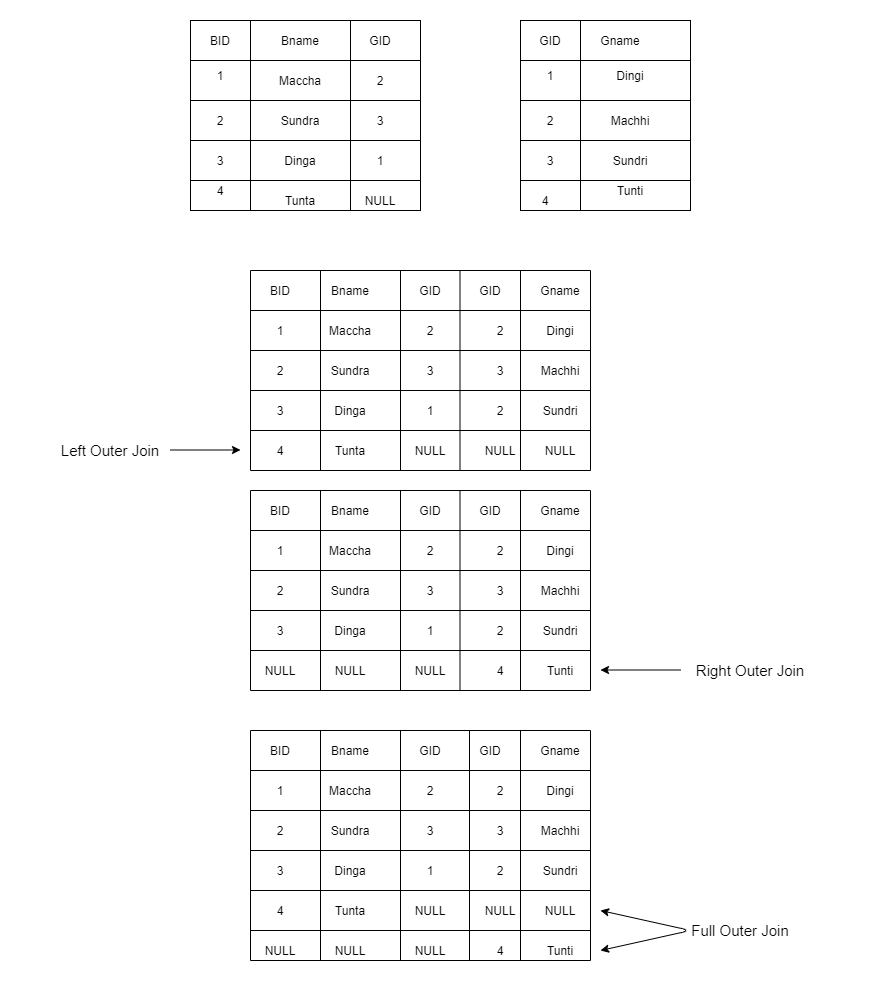 BID Bname GID
1 Maccha 2
2 Sundra 3
3 Dinga 1
4 Tunta NULL
GID Gname
1 Dingi
2 Machhi
3 Sundri
4 Tunti
BID Bname GID GID Gname
1 Maccha 2 2 Dingi
2 Sundra 3 3 Machhi
3 Dinga 1 2 Sundri
Left Outer Join
4 Tunta NULL NULL NULL
BID Bname GID GID Gname
1 Maccha 2 2 Dingi
2 Sundra 3 3 Machhi
3 Dinga 1 2 Sundri
NULL NULL NULL 4 Tunti
Right Outer Join
BID Bname GID GID Gname
1 Maccha 2 2 Dingi
2 Sundra 3 3 Machhi
3 Dinga 1 2 Sundri
4 Tunta NULL NULL NULL
NULL NULL NULL 4 Tunti
Full Outer Join